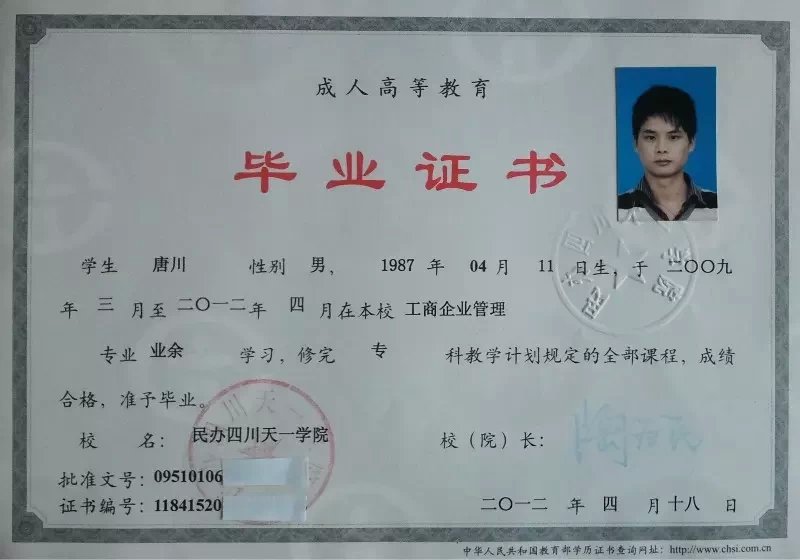 成人高等教育
毕业证书
学生 唐川 性别 男， 1987 年 04 月 11 日生，于 二〇〇九
年 三 月至 二〇一二 年 四 月在本校 工商企业管理
专业 业余 学习，修完 专 科教学计划规定的全部课程，成绩
合格，准予毕业。
校 名： 民办四川天一学院 校（院）长：
批准文号：09510106
证书编号：11841520
二〇一二 年 四 月 十八 日
中华人民共和国教育部学历证书查询网址：http://www.chsi.com.cn